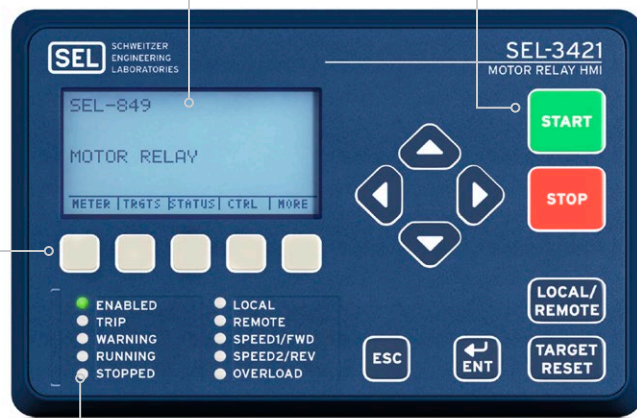 SEL
SCHWEITZER
ENGINEERING
LABORATORIES
SEL-3421
MOTOR RELAY HMI
SEL-849
MOTOR RELAY
METER | TRGTS | STATUS | CTRL | MORE
START
STOP
ENABLED
TRIP
WARNING
RUNNING
STOPPED
LOCAL
REMOTE
SPEED1/FWD
SPEED2/REV
OVERLOAD
ESC
ENT
LOCAL/
REMOTE
TARGET
RESET